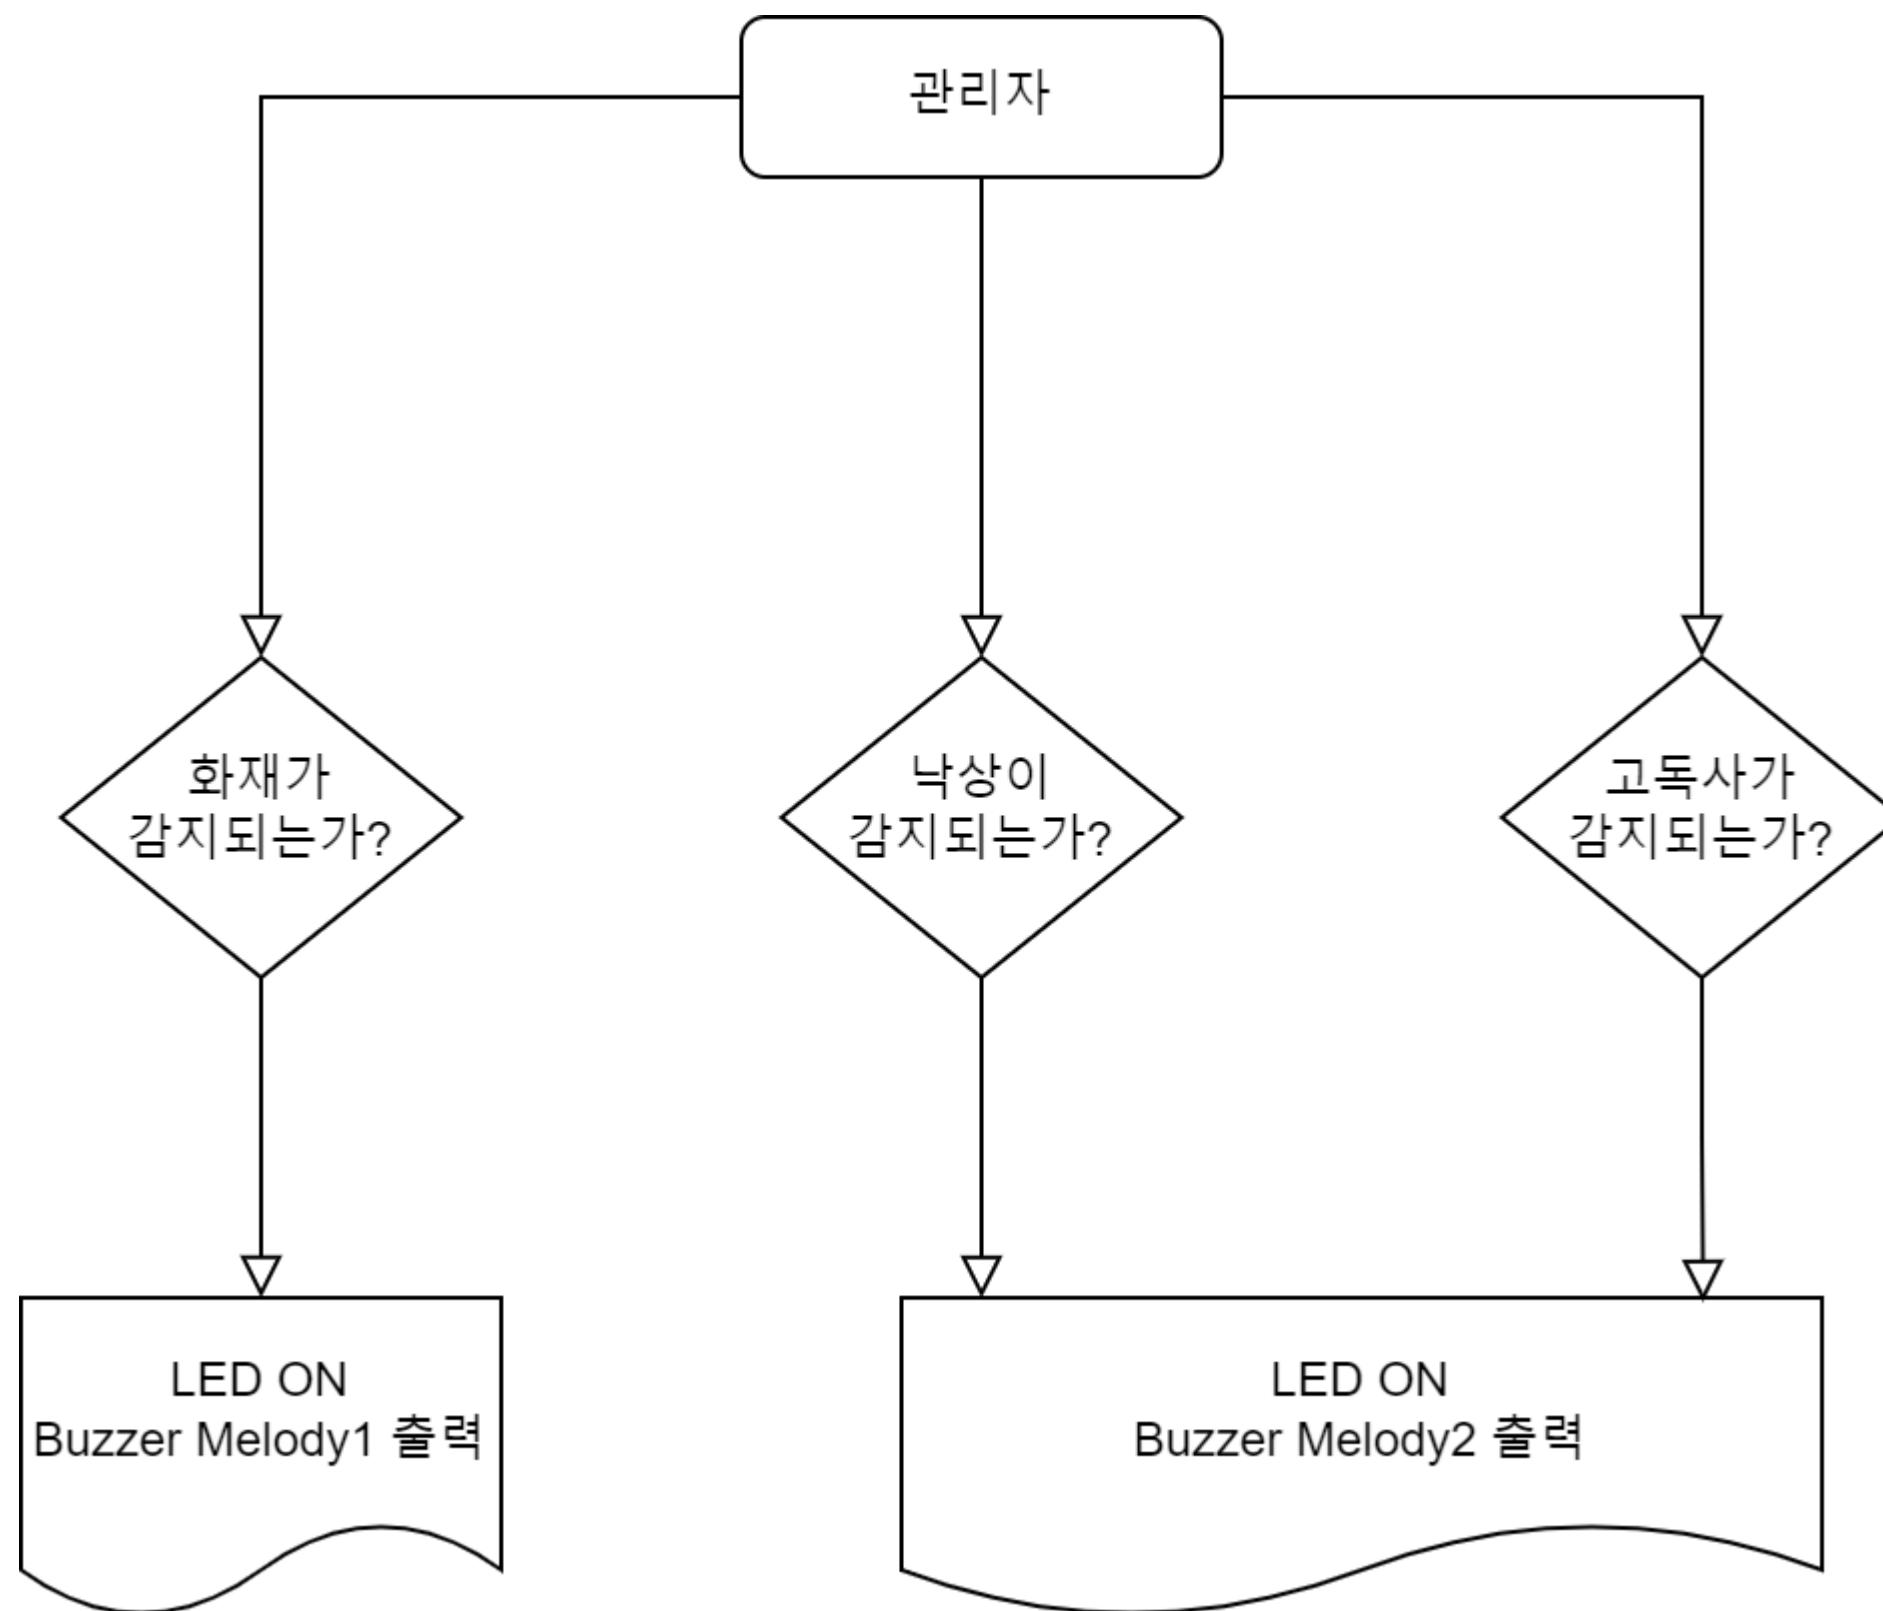 관리자
화재가
감지되는가?
낙상이
감지되는가?
고독사가
감지되는가?
LED ON
Buzzer Melody1 출력
LED ON
Buzzer Melody2 출력